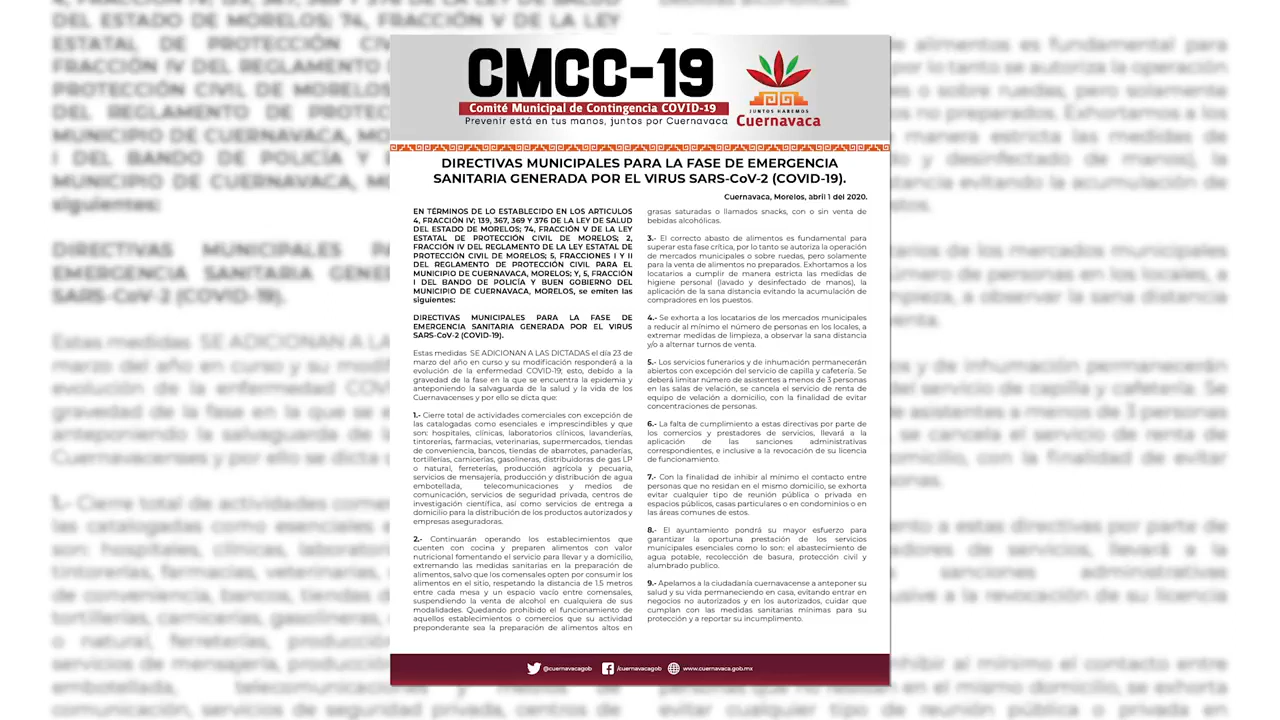 CMCC-19
Comité Municipal de Contingencia COVID-19
Prevenir está en tus manos, juntos por Cuernavaca
JUNTOS HAREMOS
Cuernavaca
DIRECTIVAS MUNICIPALES PARA LA FASE DE EMERGENCIA
SANITARIA GENERADA POR EL VIRUS SARS-CoV-2 (COVID-19).
Cuernavaca, Morelos, abril 1 del 2020.
EN TÉRMINOS DE LO ESTABLECIDO EN LOS ARTICULOS
4, FRACCIÓN IV; 139, 367, 369 Y 376 DE LA LEY DE SALUD
DEL ESTADO DE MORELOS; 74, FRACCIÓN V DE LA LEY
ESTATAL DE PROTECCIÓN CIVIL DE MORELOS; 2,
FRACCIÓN IV DEL REGLAMENTO DE LA LEY ESTATAL DE
PROTECCIÓN CIVIL DE MORELOS; 5, FRACCIONES I Y II
DEL REGLAMENTO DE PROTECCIÓN CIVIL PARA EL
MUNICIPIO DE CUERNAVACA, MORELOS; Y, 5, FRACCIÓN
I DEL BANDO DE POLICÍA Y BUEN GOBIERNO DEL
MUNICIPIO DE CUERNAVACA, MORELOS, se emiten las
siguientes:
DIRECTIVAS MUNICIPALES PARA LA FASE DE
EMERGENCIA SANITARIA GENERADA POR EL VIRUS
SARS-CoV-2 (COVID-19).
Estas medidas SE ADICIONAN A LAS DICTADAS el día 23 de
marzo del año en curso y su modificación responderá a la
evolución de la enfermedad COVID-19; esto, debido a la
gravedad de la fase en la que se encuentra la epidemia y
anteponiendo la salvaguarda de la salud y la vida de los
Cuernavacenses y por ello se dicta que:
1.- Cierre total de actividades comerciales con excepción de
las catalogadas como esenciales e imprescindibles y que
son: hospitales, clínicas, laboratorios clínicos, lavanderías,
tintorerías, farmacias, veterinarias, supermercados, tiendas
de conveniencia, bancos, tiendas de abarrotes, panaderías,
tortillerías, carnicerías, gasolineras, distribuidoras de gas LP
o natural, ferreterías, producción agrícola y pecuaria,
servicios de mensajería, producción y distribución de agua
embotellada, telecomunicaciones y medios de
comunicación, servicios de seguridad privada, centros de
investigación científica, así como servicios de entrega a
domicilio para la distribución de los productos autorizados y
empresas aseguradoras.
2.- Continuarán operando los establecimientos que
cuenten con cocina y preparen alimentos con valor
nutricional fomentando el servicio para llevar y a domicilio,
extremando las medidas sanitarias en la preparación de
alimentos, salvo que los comensales opten por consumir los
alimentos en el sitio, respetando la distancia de 1.5 metros
entre cada mesa y un espacio vacío entre comensales,
suspendiendo la venta de alcohol en cualquiera de sus
modalidades. Quedando prohibido el funcionamiento de
aquellos establecimientos o comercios que su actividad
preponderante sea la preparación de alimentos altos en
grasas saturadas o llamados snacks, con o sin venta de
bebidas alcohólicas.
3.- El correcto abasto de alimentos es fundamental para
superar esta fase crítica, por lo tanto se autoriza la operación
de mercados municipales o sobre ruedas, pero solamente
para la venta de alimentos no preparados. Exhortamos a los
locatarios a cumplir de manera estricta las medidas de
higiene personal (lavado y desinfectado de manos), la
aplicación de la sana distancia evitando la acumulación de
compradores en los puestos.
4.- Se exhorta a los locatarios de los mercados municipales
a reducir al mínimo el número de personas en los locales, a
extremar medidas de limpieza, a observar la sana distancia
y/o a alternar turnos de venta.
5.- Los servicios funerarios y de inhumación permanecerán
abiertos con excepción del servicio de capilla y cafetería. Se
deberá limitar número de asistentes a menos de 3 personas
en las salas de velación, se cancela el servicio de renta de
equipo de velación a domicilio, con la finalidad de evitar
concentraciones de personas.
6.- La falta de cumplimiento a estas directivas por parte de
los comercios y prestadores de servicios, llevará a la
aplicación de las sanciones administrativas
correspondientes, e inclusive a la revocación de su licencia
de funcionamiento.
7.- Con la finalidad de inhibir al mínimo el contacto entre
personas que no residan en el mismo domicilio, se exhorta
evitar cualquier tipo de reunión pública o privada en
espacios públicos, casas particulares o en condominios o en
las áreas comunes de estos.
8.- El ayuntamiento pondrá su mayor esfuerzo para
garantizar la oportuna prestación de los servicios
municipales esenciales como lo son: el abastecimiento de
agua potable, recolección de basura, protección civil y
alumbrado publico.
9.- Apelamos a la ciudadanía cuernavacense a anteponer su
salud y su vida permaneciendo en casa, evitando entrar en
negocios no autorizados y en los autorizados, cuidar que
cumplan con las medidas sanitarias mínimas para su
protección y a reportar su incumplimento.
@cuernavacagob /cuernavacagob www.cuernavaca.gob.mx